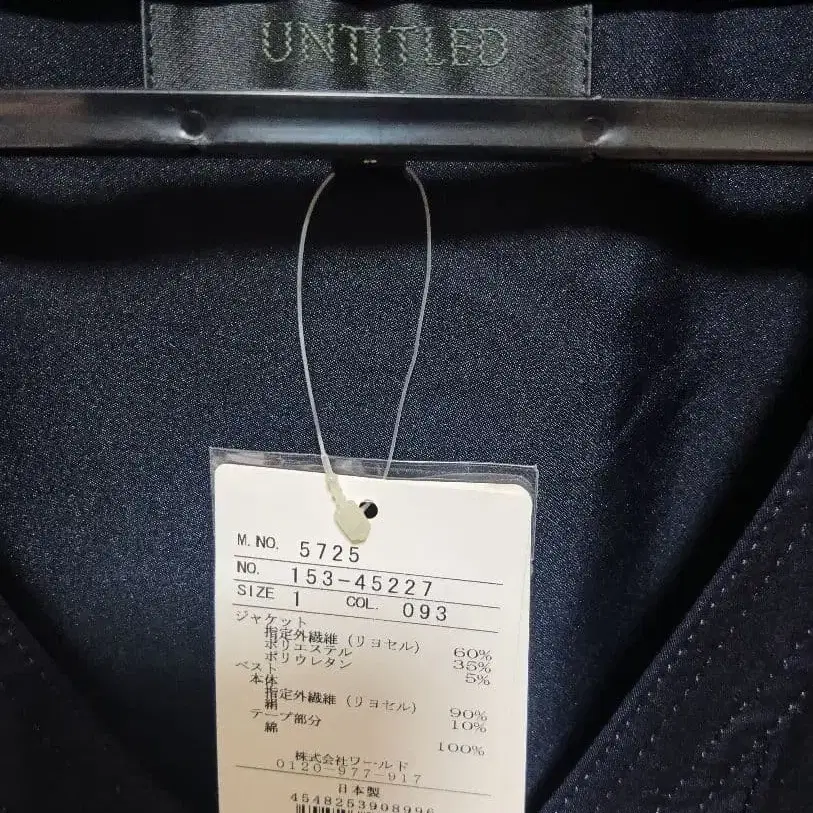 UNTITLED
M. NO. 5725
NO. 153-45227
SIZE 1 COL. 093
ジャケット
指定外繊維 (リヨセル) 60%
ポリエステル 35%
ポリウレタン 5%
ベスト
本体
指定外繊維 (リヨセル) 90%
絹 10%
テープ部分
綿 100%
株式会社ワールド
0120-977-917
日本製
4548253908996